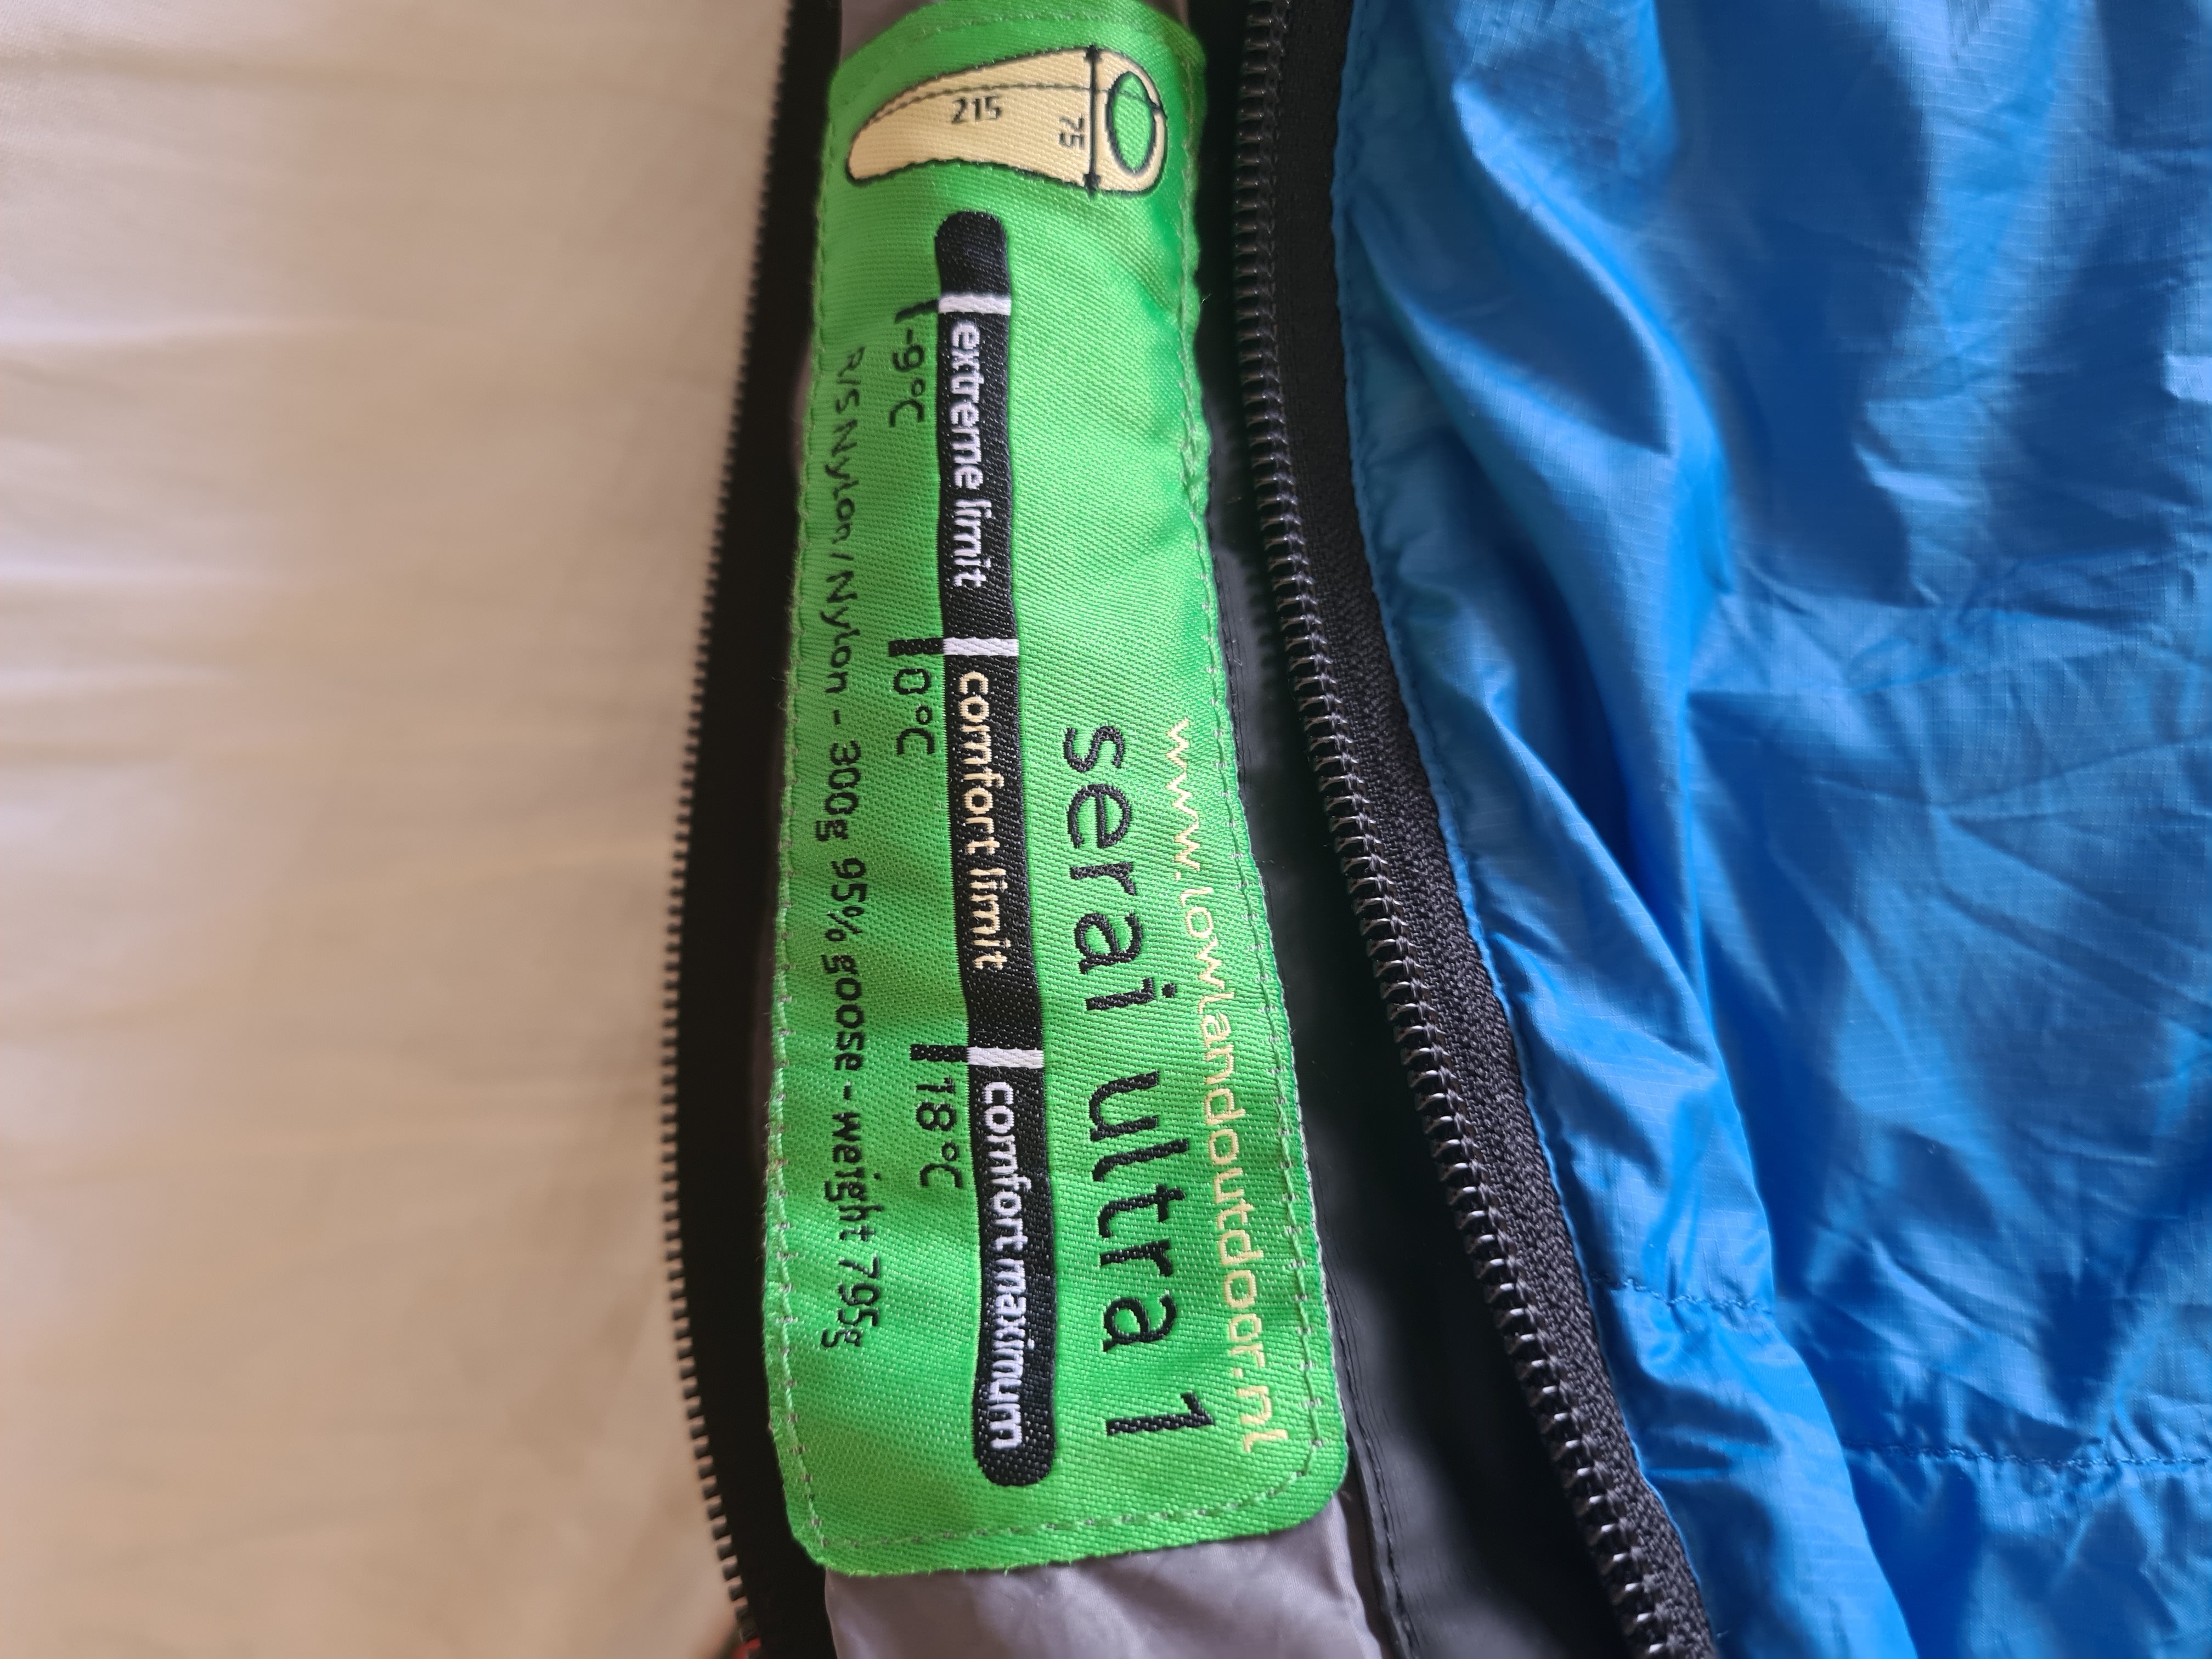 www.lowlandoutdoor.nl
serai ultra 1
extreme limit comfort limit comfort maximum
-9°C 0°C 18°C
R/S Nylon / Nylon - 300g 95% goose - weight 795g
215
75